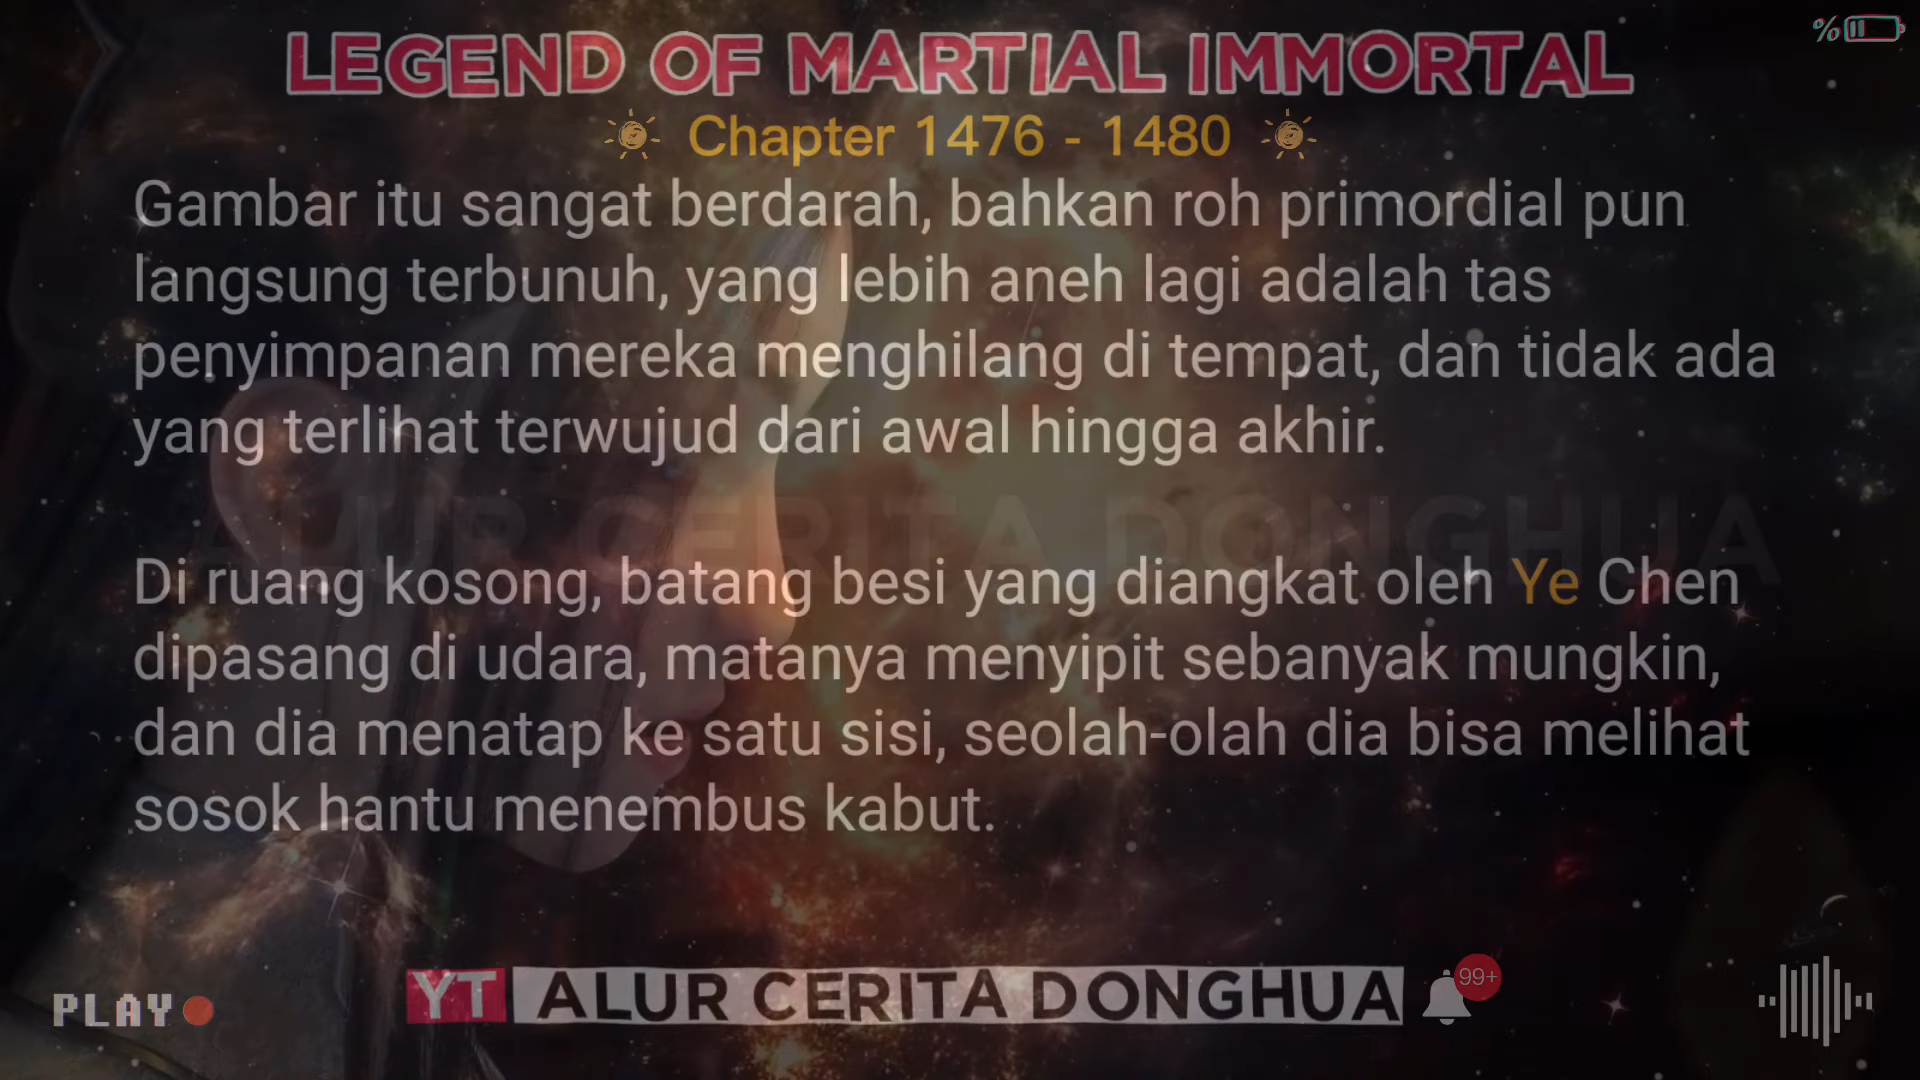 LEGEND OF MARTIAL IMMORTAL
%
Chapter 1476 - 1480
Gambar itu sangat berdarah, bahkan roh primordial pun
langsung terbunuh, yang lebih aneh lagi adalah tas
penyimpanan mereka menghilang di tempat, dan tidak ada
yang terlihat terwujud dari awal hingga akhir.
ALUR CERITA DONGHUA
Di ruang kosong, batang besi yang diangkat oleh Ye Chen
dipasang di udara, matanya menyipit sebanyak mungkin,
dan dia menatap ke satu sisi, seolah-olah dia bisa melihat
sosok hantu menembus kabut.
PLAY
YT ALUR CERITA DONGHUA
99+